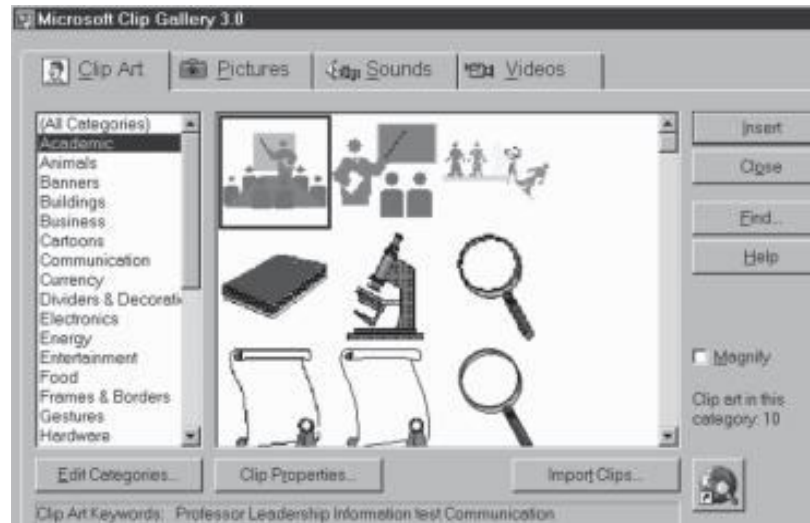 Microsoft Clip Gallery 3.0
Clip Art Pictures Sounds Videos
(All Categories)
Academic
Animals
Banners
Buildings
Business
Cartoons
Communication
Currency
Dividers & Decorati
Electronics
Energy
Entertainment
Food
Frames & Borders
Gestures
Hardware
Insert
Close
Find...
Help
Magnify
Clip art in this
category: 10
Edit Categories... Clip Properties... Import Clips...
Clip Art Keywords: Professor Leadership Information test Communication